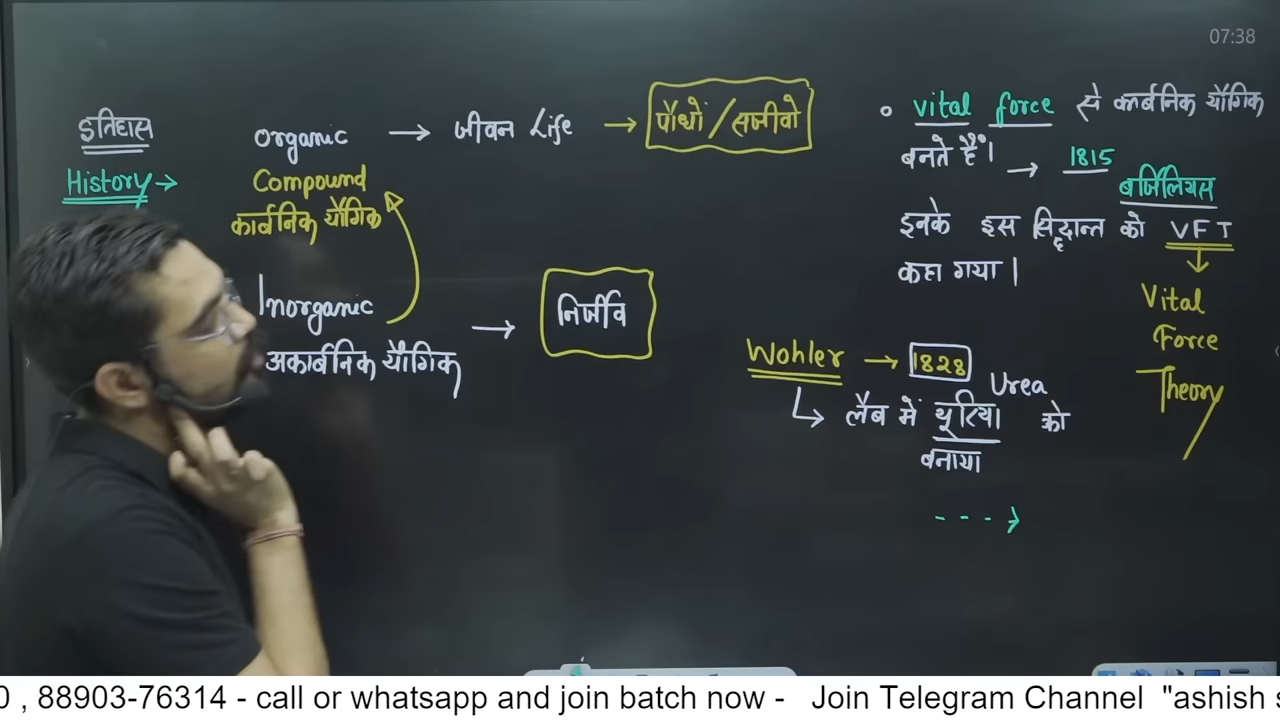 07:38
इतिहास
History →
organic → जीवन Life → पौधों / सजीवो
Compound
कार्बनिक यौगिक
Inorganic → निर्जीव
अकार्बनिक यौगिक
vital force से कार्बनिक यौगिक
बनते हैं। → 1815
बर्जिलियस
इनके इस सिद्धान्त को VFT
कहा गया।
Vital
Force
Theory
Wohler → 1828
Urea
लैब में यूरिया को
बनाया
0 , 88903-76314 - call or whatsapp and join batch now - Join Telegram Channel "ashish s